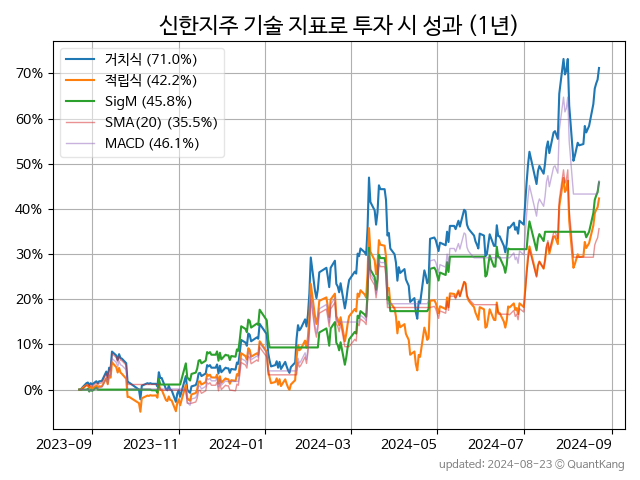 신한지주 기술 지표로 투자 시 성과 (1년)
거치식 (71.0%)
적립식 (42.2%)
SigM (45.8%)
SMA(20) (35.5%)
MACD (46.1%)
70%
60%
50%
40%
30%
20%
10%
0%
2023-09 2023-11 2024-01 2024-03 2024-05 2024-07 2024-09
updated: 2024-08-23 © QuantKang